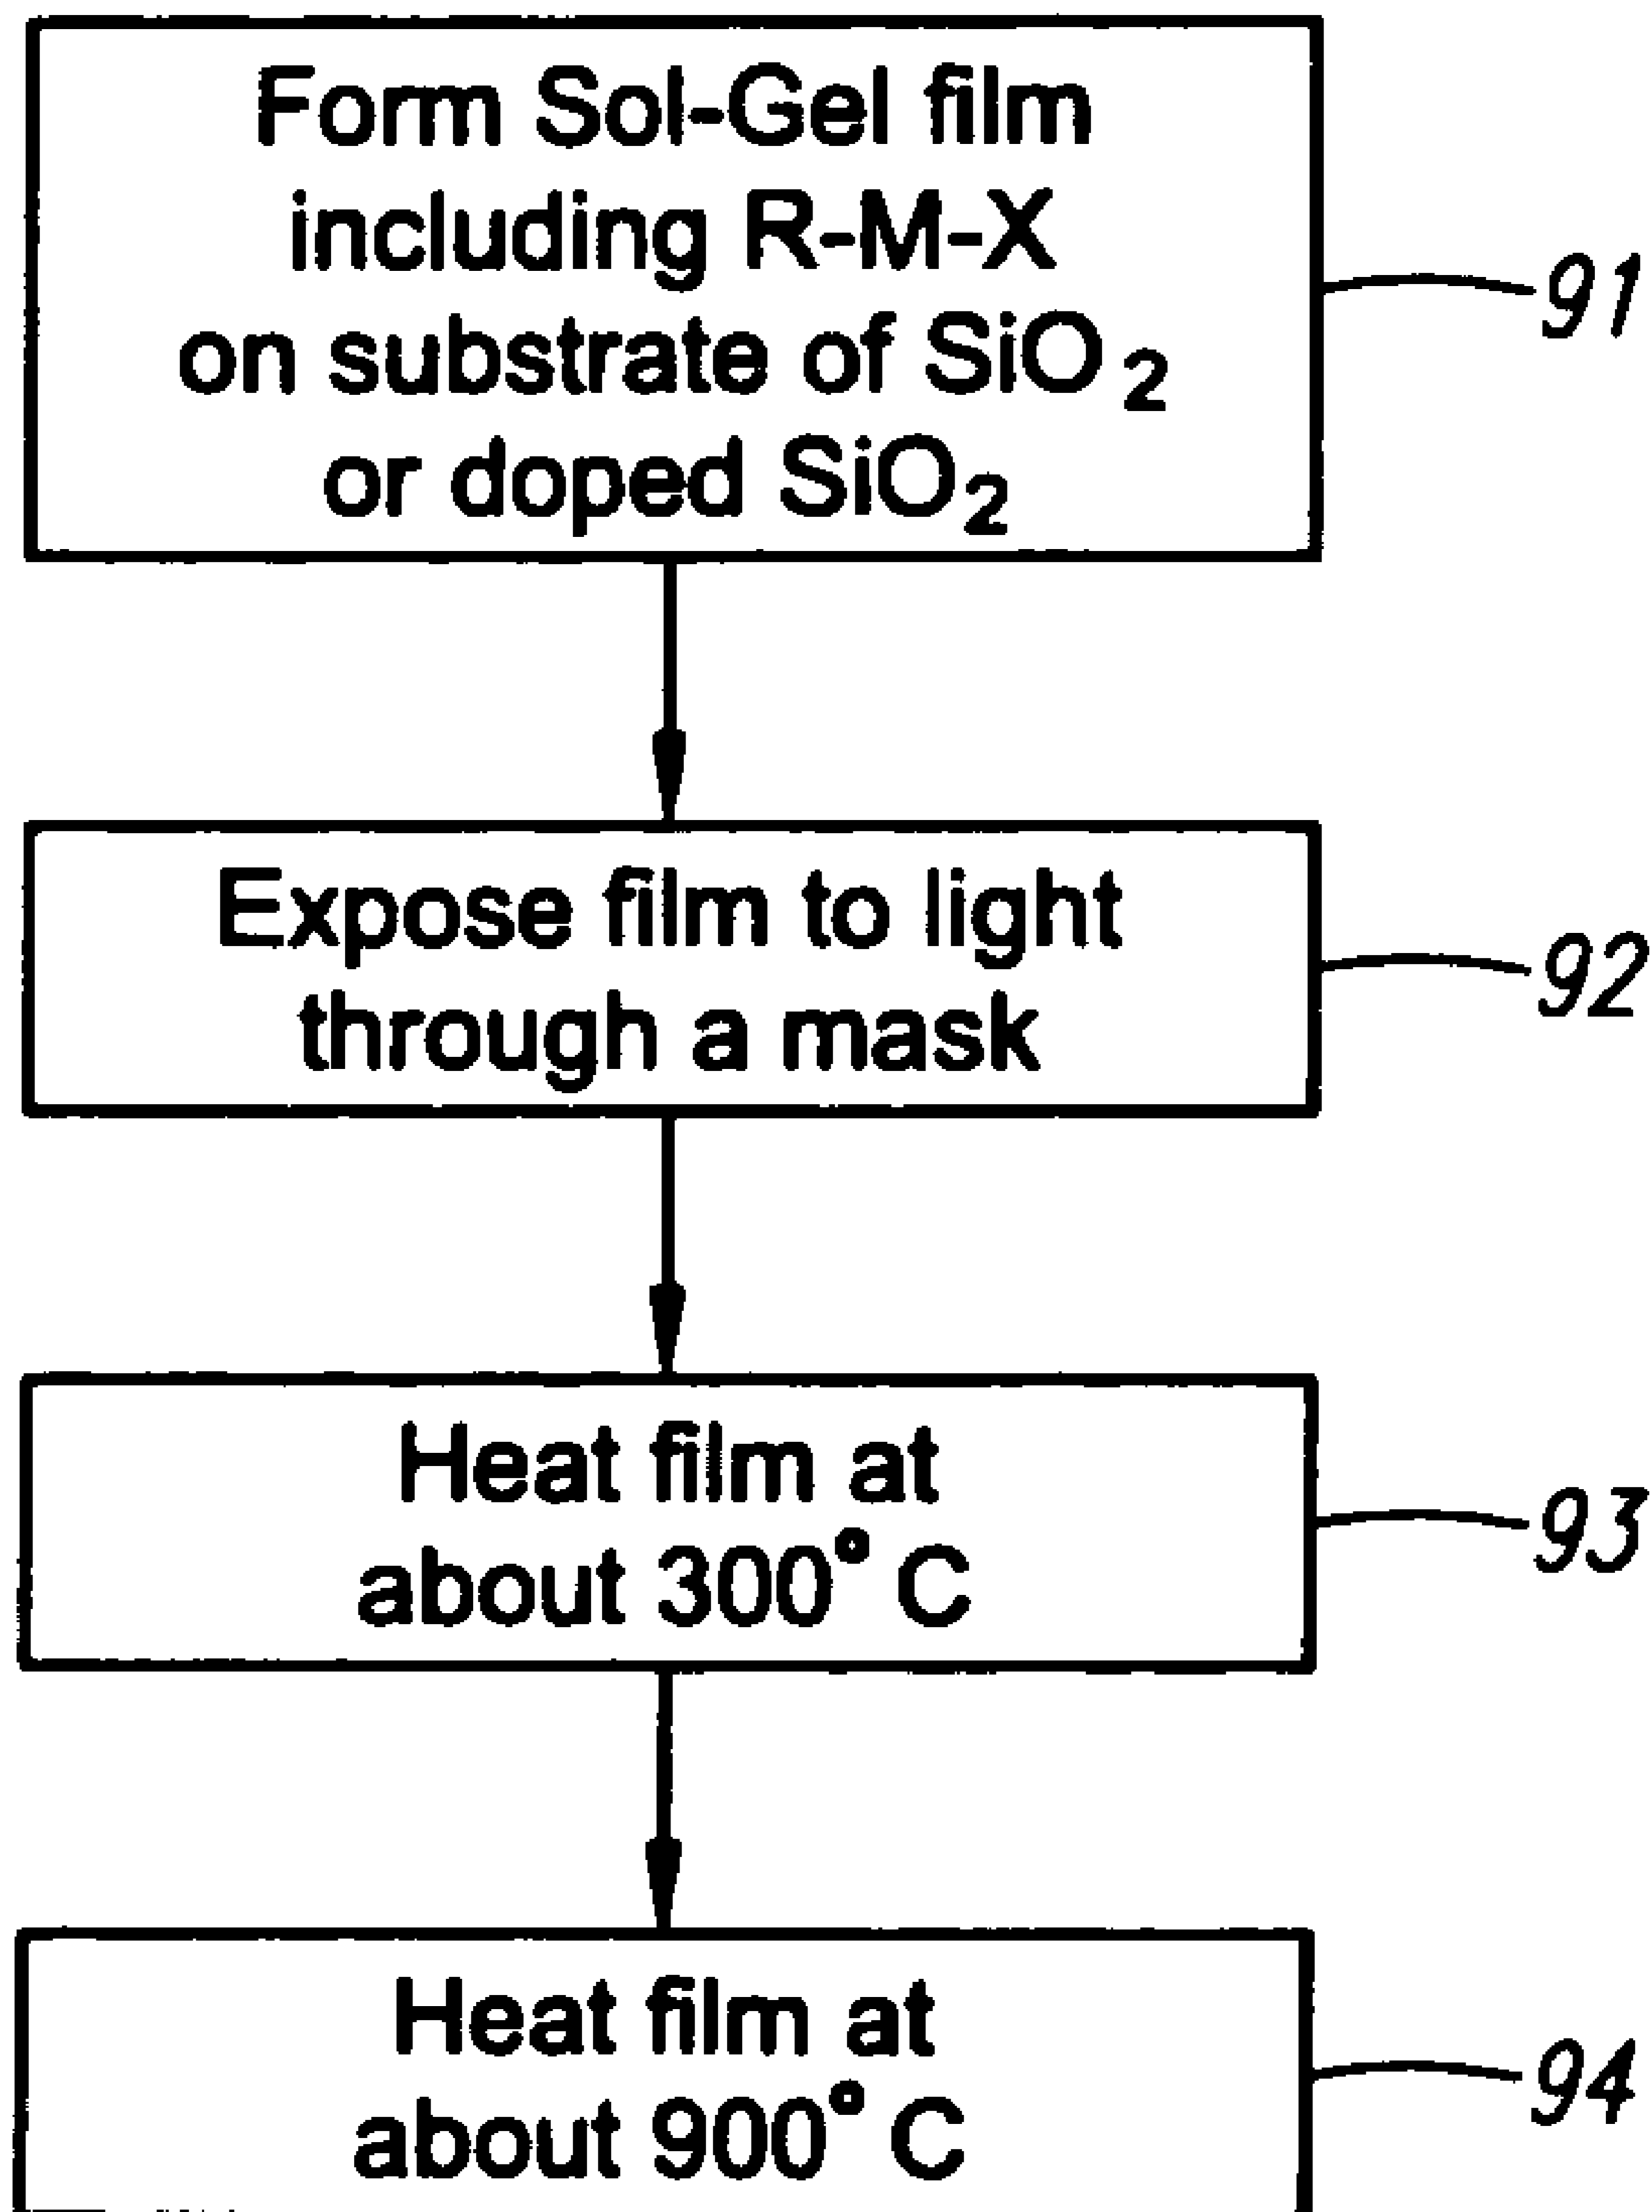 Form Sol-Gel film
including R-M-X
on substrate of SiO₂
or doped SiO₂
91
Expose film to light
through a mask
92
Heat film at
about 300° C
93
Heat film at
about 900° C
94